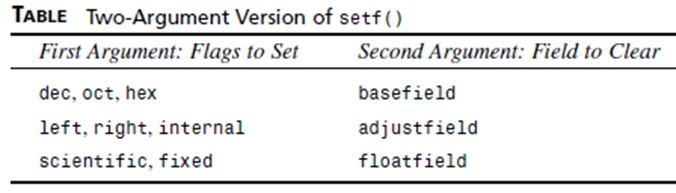 TABLE Two-Argument Version of setf()
First Argument: Flags to Set Second Argument: Field to Clear
dec, oct, hex basefield
left, right, internal adjustfield
scientific, fixed floatfield